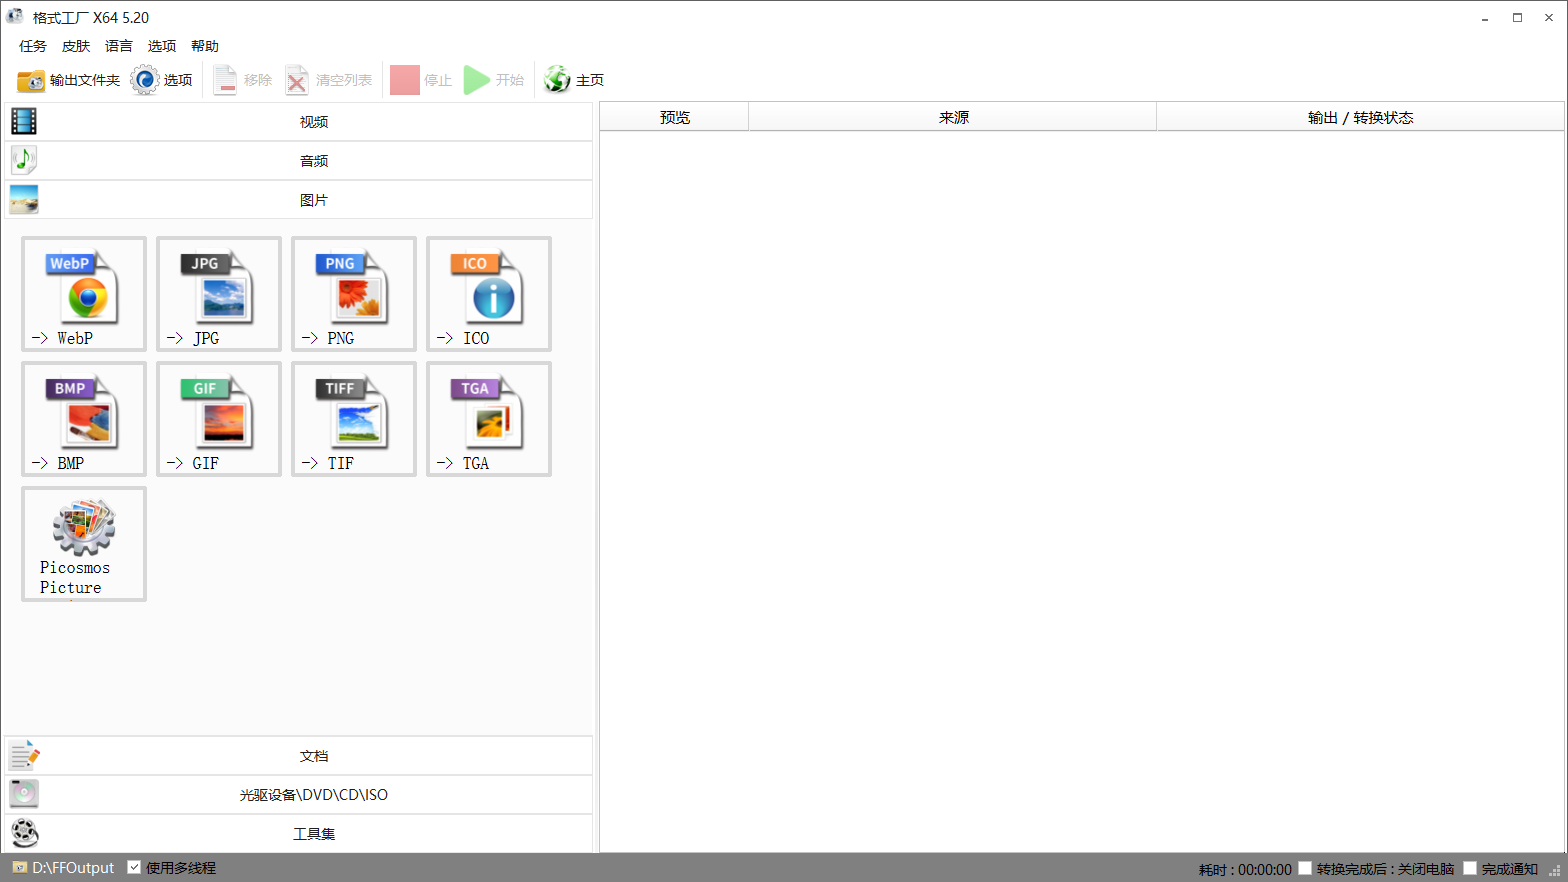 格式工厂 X64 5.20
任务 皮肤 语言 选项 帮助
输出文件夹 选项 移除 清空列表 停止 开始 主页
视频
音频
图片
预览 来源 输出 / 转换状态
WebP JPG PNG ICO
-> WebP -> JPG -> PNG -> ICO
BMP GIF TIFF TGA
-> BMP -> GIF -> TIF -> TGA
Picosmos
Picture
文档
光驱设备\DVD\CD\ISO
工具集
D:\FFOutput 使用多线程 耗时 : 00:00:00 转换完成后 : 关闭电脑 完成通知